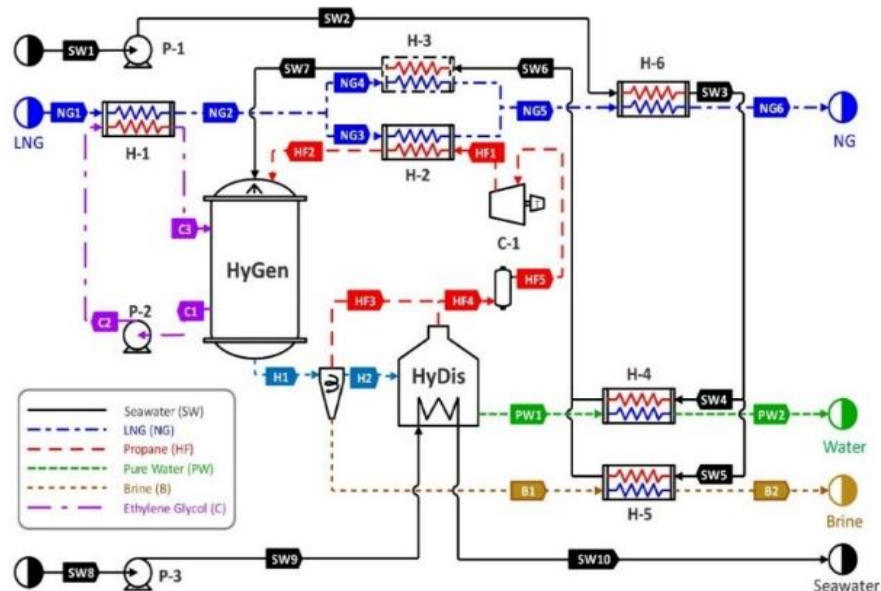 SW2
SW1
P-1
H-3
SW7
SW6
H-6
NG4
SW3
NG1
NG2
NG5
NG6
LNG
H-1
NG3
NG
HF2
HF1
H-2
C3
C-1
HyGen
HF5
P-2
C1
HF3
HF4
C2
H1
H2
HyDis
H-4
SW4
PW1
PW2
Water
Seawater (SW)
LNG (NG)
Propane (HF)
Pure Water (PW)
Brine (B)
Ethylene Glycol (C)
SW5
B1
B2
H-5
Brine
SW9
SW10
SW8
P-3
Seawater